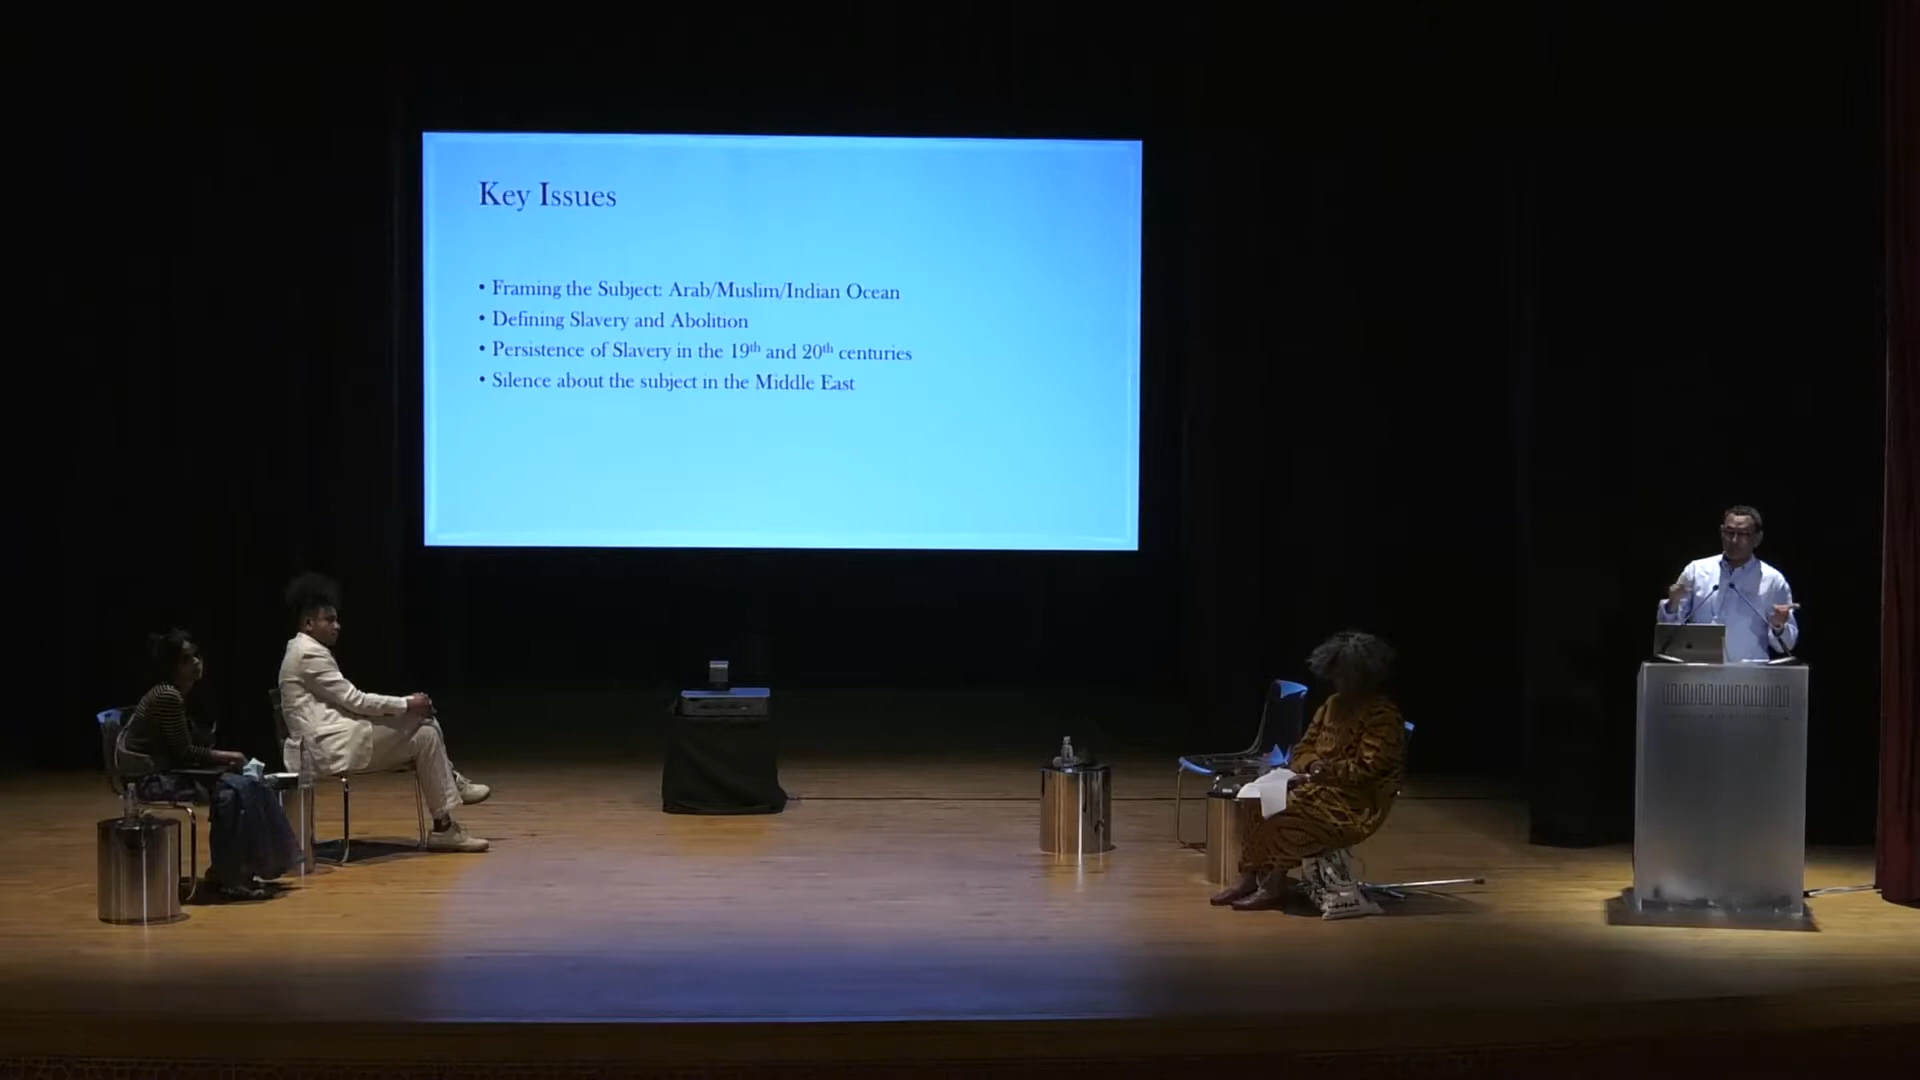 Key Issues
• Framing the Subject: Arab/Muslim/Indian Ocean
• Defining Slavery and Abolition
• Persistence of Slavery in the 19th and 20th centuries
• Silence about the subject in the Middle East